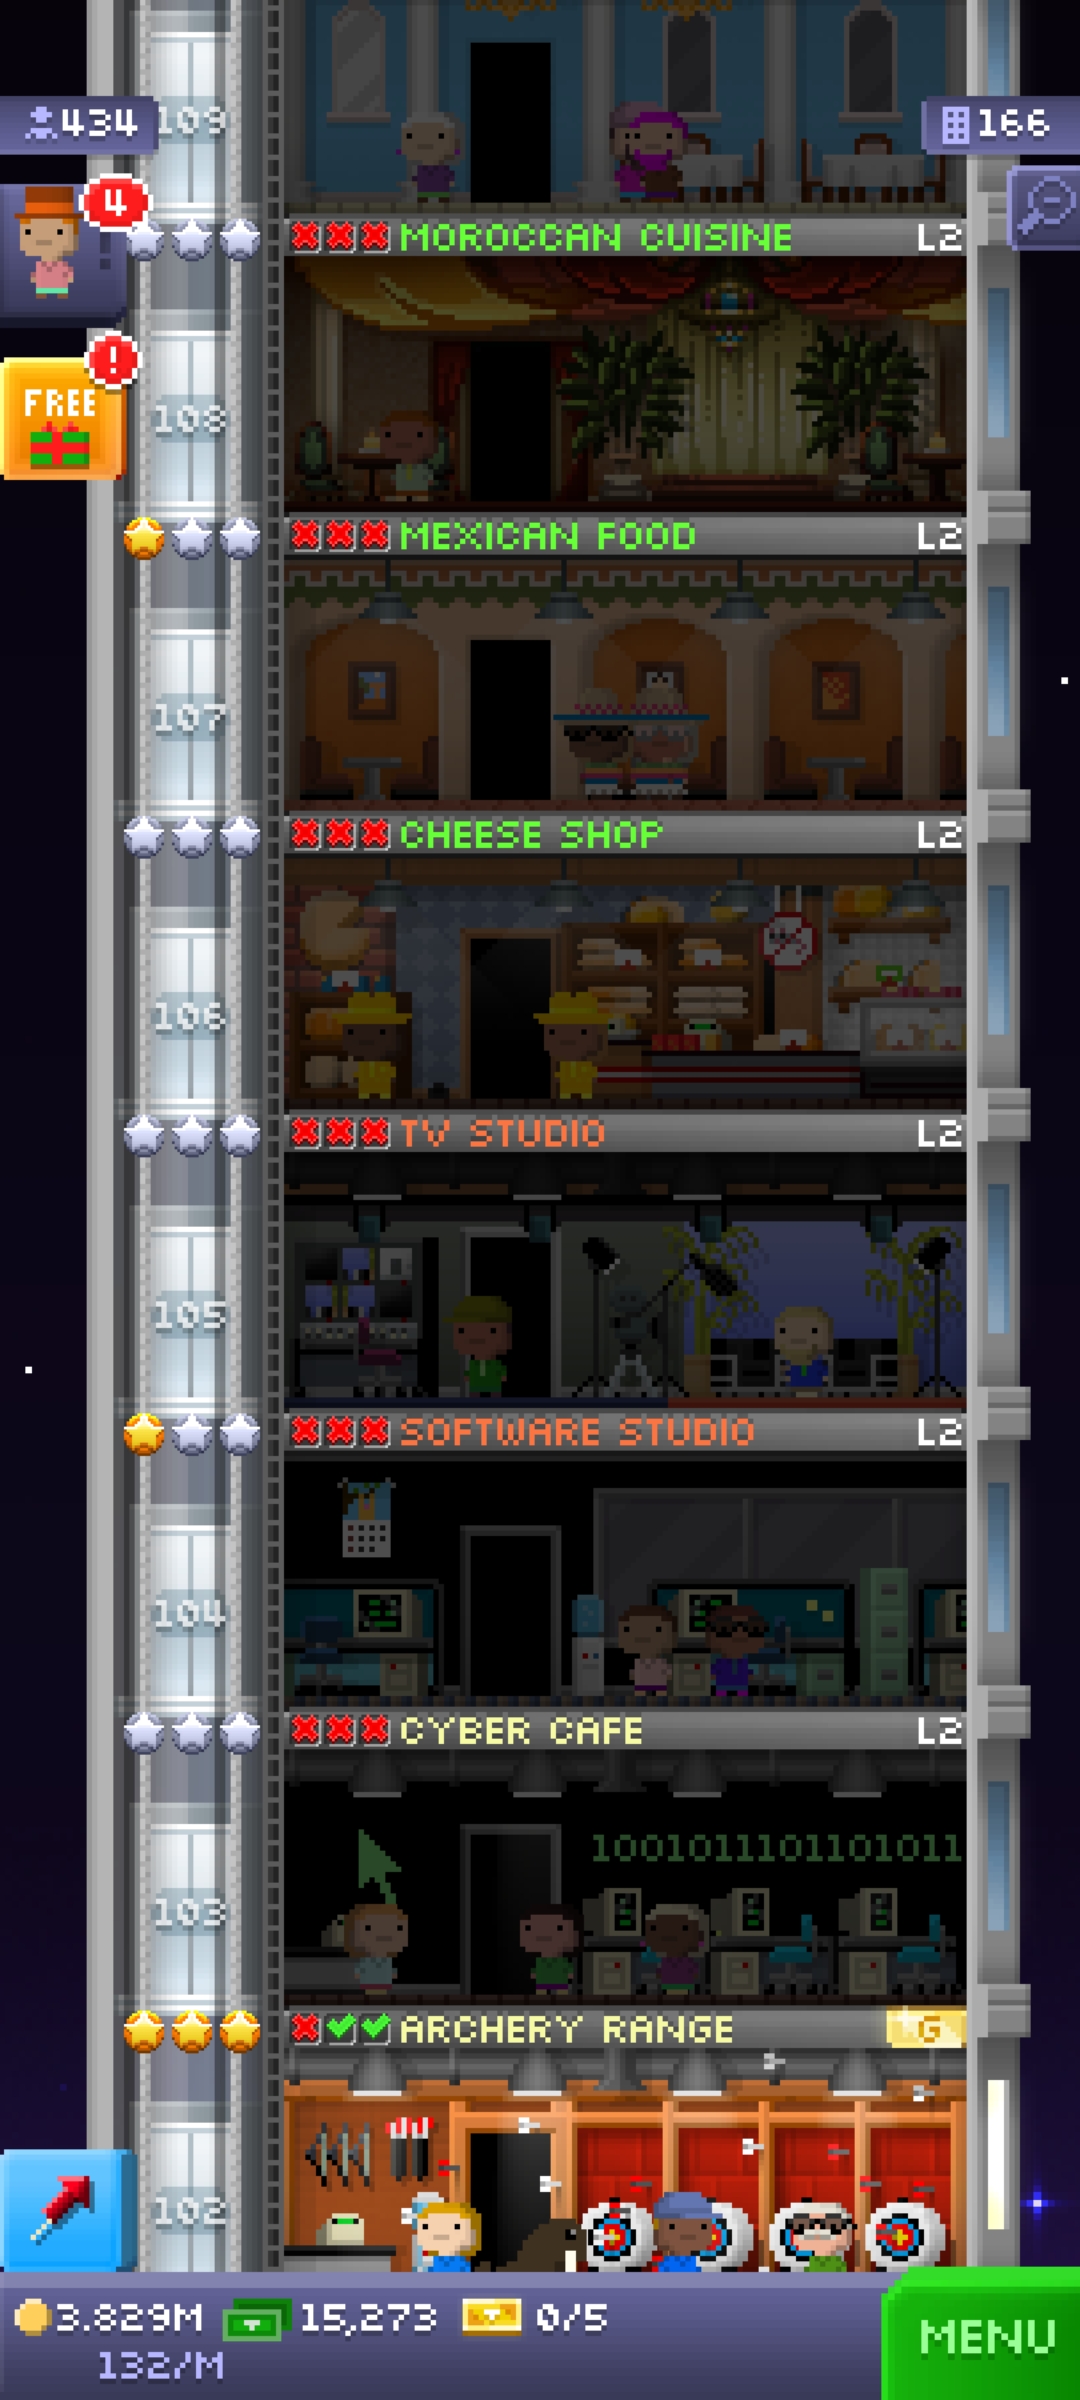 434
109
166
4
MOROCCAN CUISINE L2
!
FREE
108
MEXICAN FOOD L2
107
CHEESE SHOP L2
106
TV STUDIO L2
105
SOFTWARE STUDIO L2
104
CYBER CAFE L2
1001011101101011
103
ARCHERY RANGE G
102
3.829M 15,273 0/5
132/M
MENU